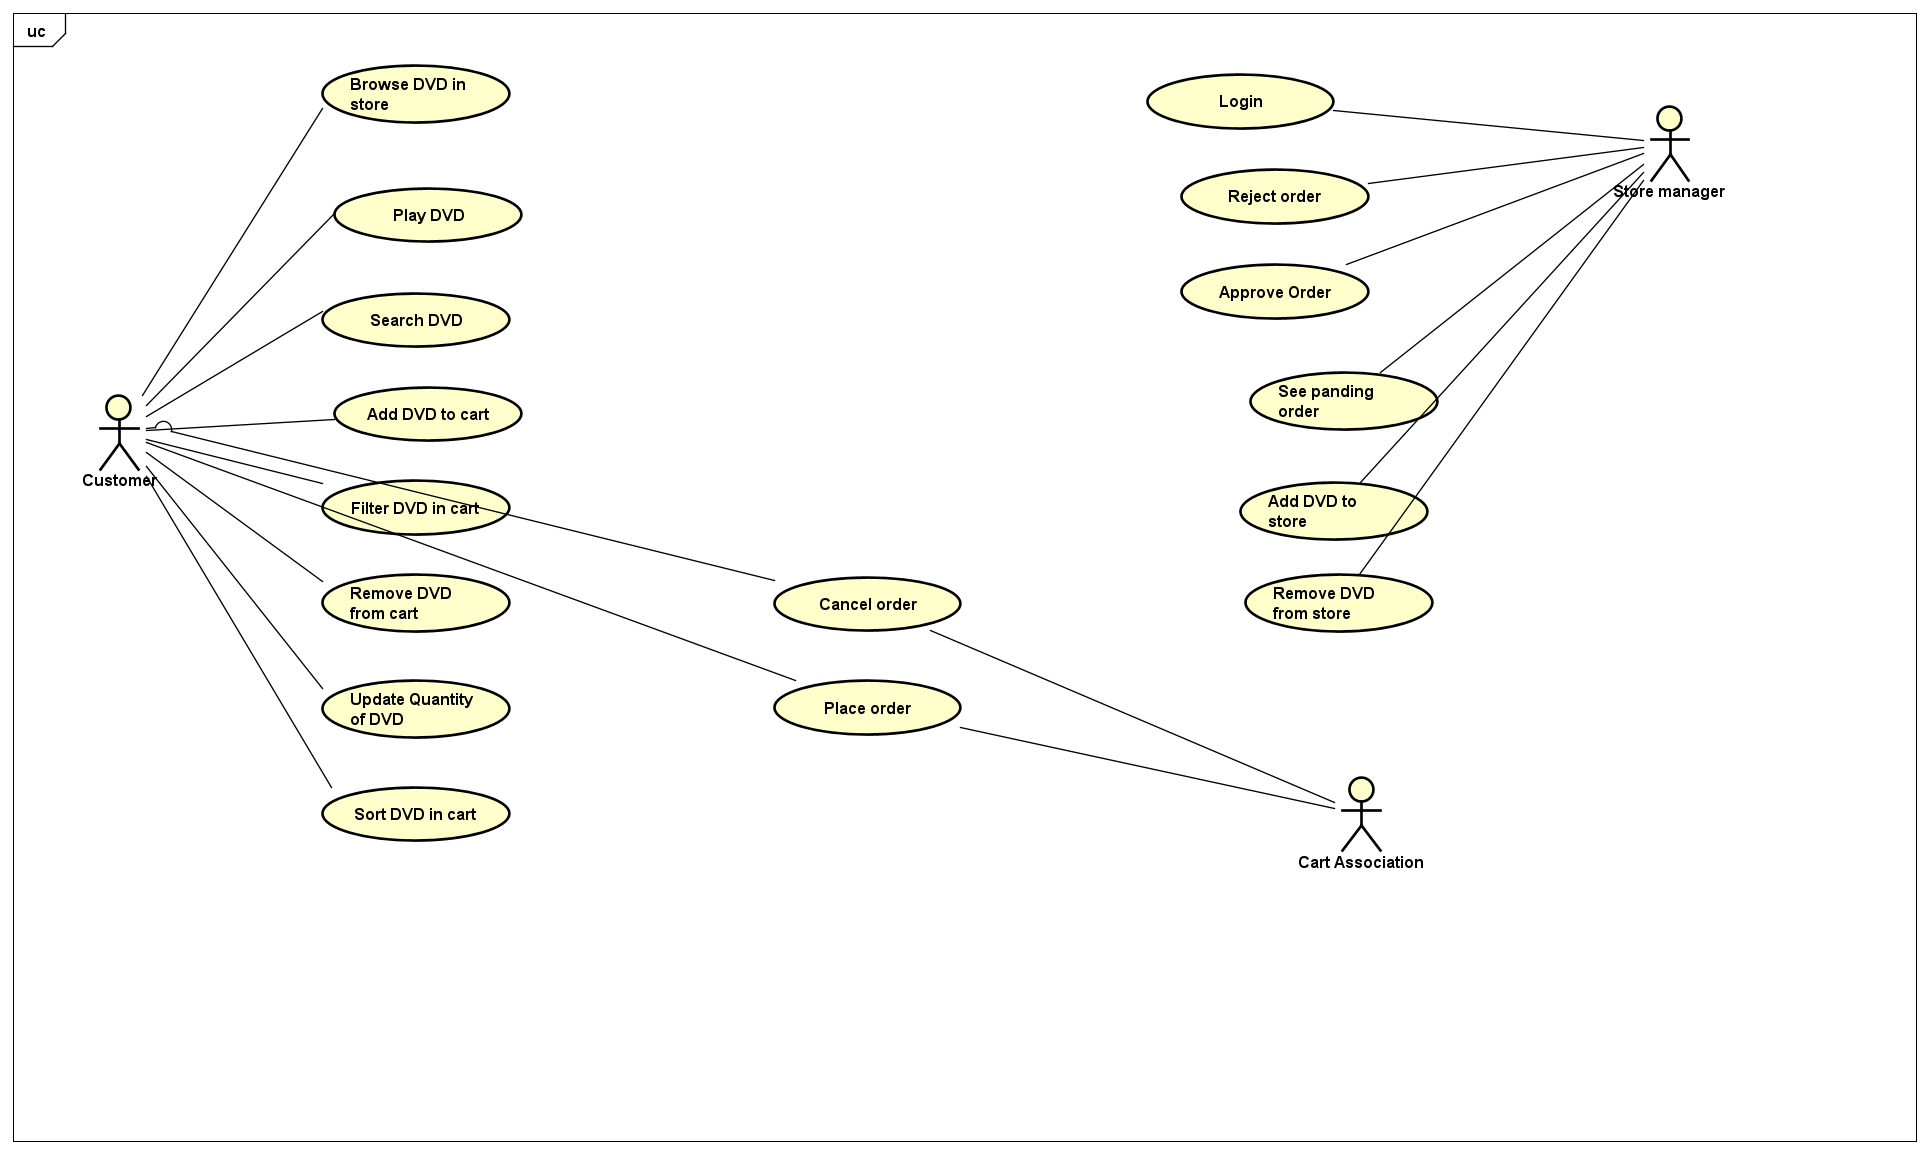 uc
Browse DVD in
store
Play DVD
Search DVD
Add DVD to cart
Customer
Filter DVD in cart
Remove DVD
from cart
Update Quantity
of DVD
Sort DVD in cart
Cancel order
Place order
Login
Reject order
Approve Order
See panding
order
Add DVD to
store
Remove DVD
from store
Store manager
Cart Association